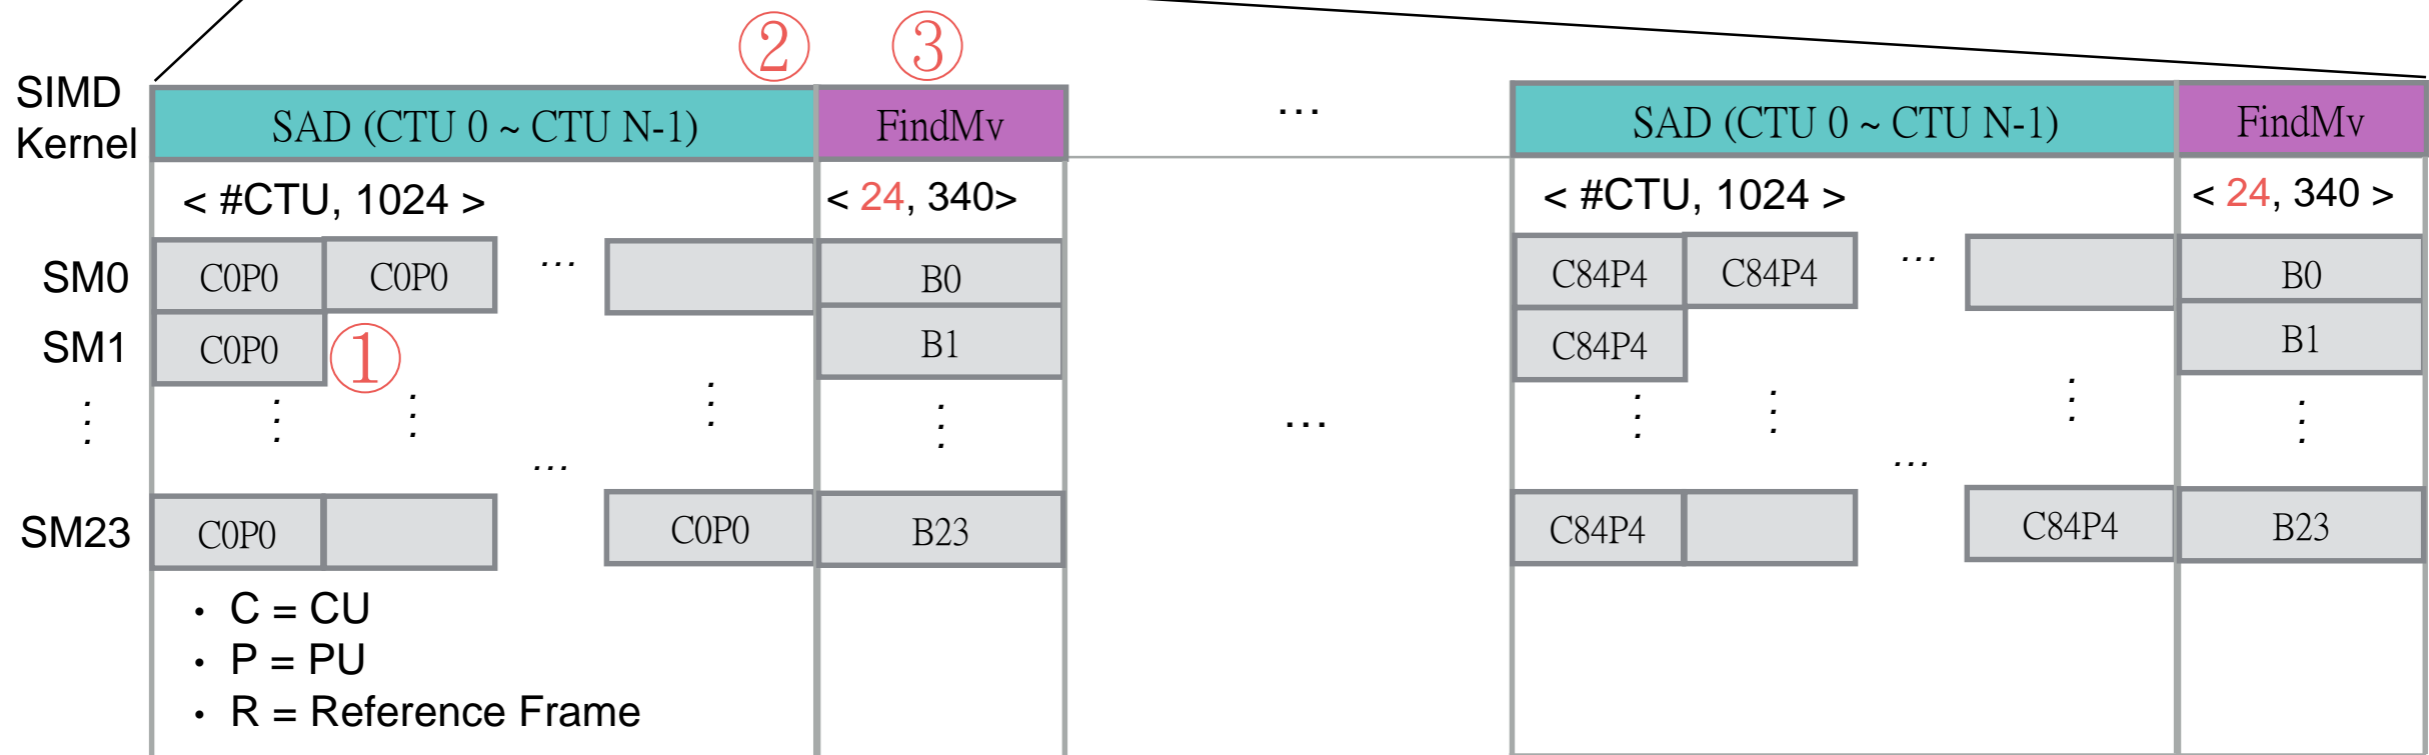 ② ③
SIMD Kernel
SAD (CTU 0 ~ CTU N-1) FindMv ... SAD (CTU 0 ~ CTU N-1) FindMv
< #CTU, 1024 > < 24, 340> < #CTU, 1024 > < 24, 340 >
SM0 C0P0 C0P0 ... B0 C84P4 C84P4 ... B0
SM1 C0P0 ① B1 C84P4 B1
... ... ... ... ... ... ... ... ... ...
... ...
SM23 C0P0 C0P0 B23 C84P4 C84P4 B23
· C = CU
· P = PU
· R = Reference Frame